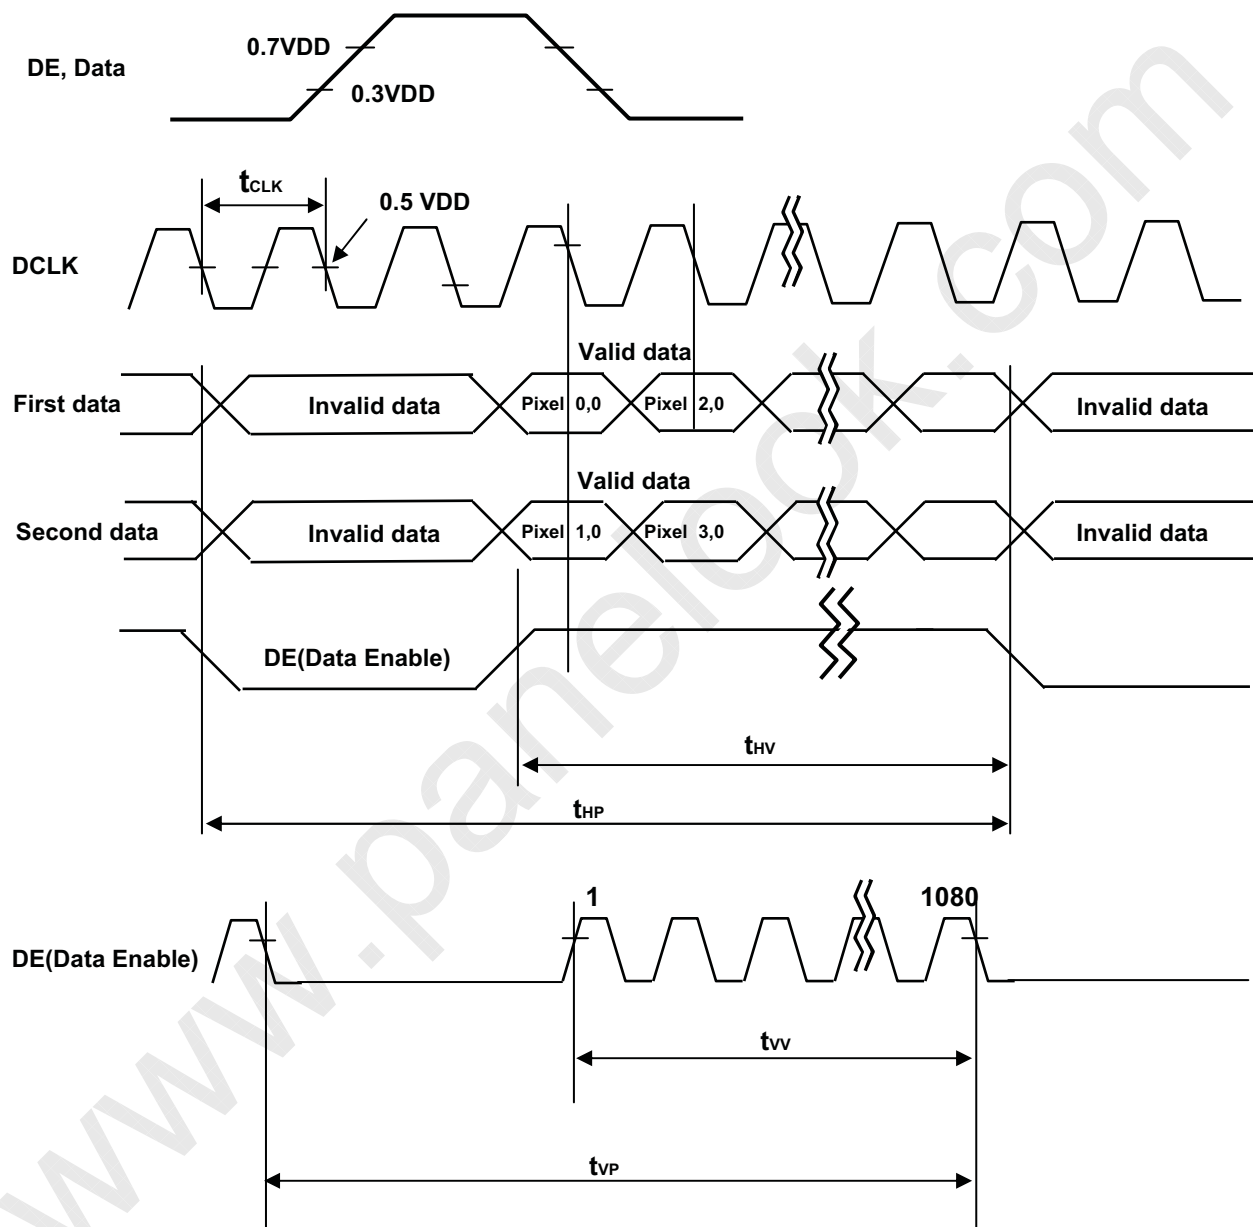 0.7VDD
DE, Data
0.3VDD
tCLK
0.5 VDD
DCLK
Valid data
First data
Invalid data
Pixel 0,0
Pixel 2,0
Invalid data
Valid data
Second data
Invalid data
Pixel 1,0
Pixel 3,0
Invalid data
DE(Data Enable)
tHV
tHP
1
1080
DE(Data Enable)
tVV
tVP
www.panelook.com